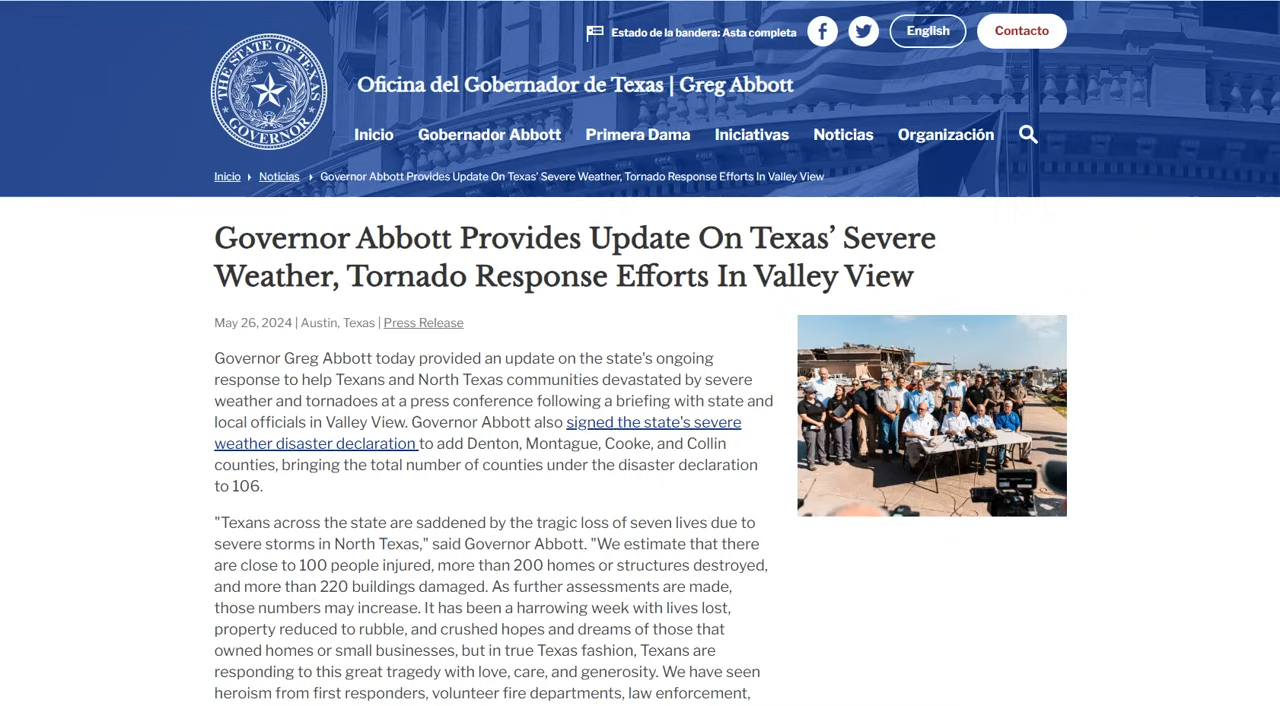 Estado de la bandera: Asta completa
English
Contacto
THE STATE OF TEXAS
GOVERNOR
Oficina del Gobernador de Texas | Greg Abbott
Inicio Gobernador Abbott Primera Dama Iniciativas Noticias Organización
Inicio Noticias Governor Abbott Provides Update On Texas’ Severe Weather, Tornado Response Efforts In Valley View
Governor Abbott Provides Update On Texas’ Severe
Weather, Tornado Response Efforts In Valley View
May 26, 2024 | Austin, Texas | Press Release
Governor Greg Abbott today provided an update on the state's ongoing
response to help Texans and North Texas communities devastated by severe
weather and tornadoes at a press conference following a briefing with state and
local officials in Valley View. Governor Abbott also signed the state's severe
weather disaster declaration to add Denton, Montague, Cooke, and Collin
counties, bringing the total number of counties under the disaster declaration
to 106.
"Texans across the state are saddened by the tragic loss of seven lives due to
severe storms in North Texas," said Governor Abbott. "We estimate that there
are close to 100 people injured, more than 200 homes or structures destroyed,
and more than 220 buildings damaged. As further assessments are made,
those numbers may increase. It has been a harrowing week with lives lost,
property reduced to rubble, and crushed hopes and dreams of those that
owned homes or small businesses, but in true Texas fashion, Texans are
responding to this great tragedy with love, care, and generosity. We have seen
heroism from first responders, volunteer fire departments, law enforcement,